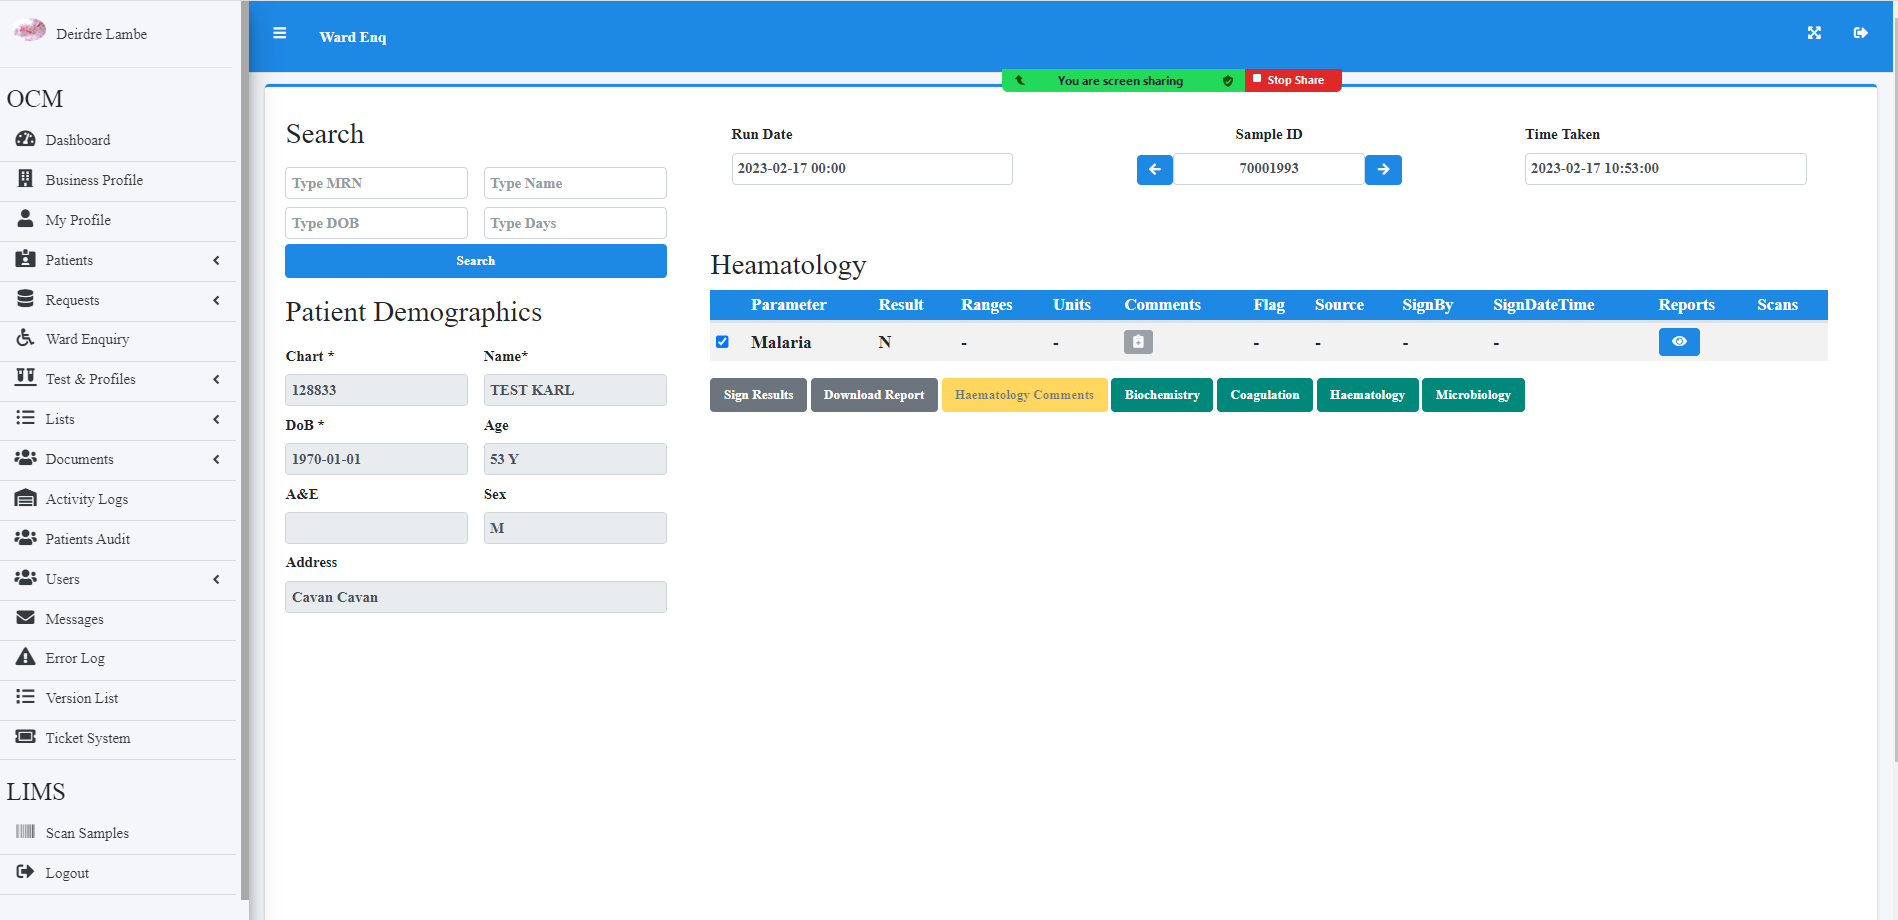 Deirdre Lambe
OCM
Dashboard
Business Profile
My Profile
Patients
Requests
Ward Enquiry
Test & Profiles
Lists
Documents
Activity Logs
Patients Audit
Users
Messages
Error Log
Version List
Ticket System
LIMS
Scan Samples
Logout
Ward Enq
You are screen sharing Stop Share
Search
Type MRN Type Name
Type DOB Type Days
Search
Patient Demographics
Chart * Name*
128833 TEST KARL
DoB * Age
1970-01-01 53 Y
A&E Sex
M
Address
Cavan Cavan
Run Date Sample ID Time Taken
2023-02-17 00:00 70001993 2023-02-17 10:53:00
Heamatology
Parameter Result Ranges Units Comments Flag Source SignBy SignDateTime Reports Scans
Malaria N - - - - - -
Sign Results Download Report Haematology Comments Biochemistry Coagulation Haematology Microbiology